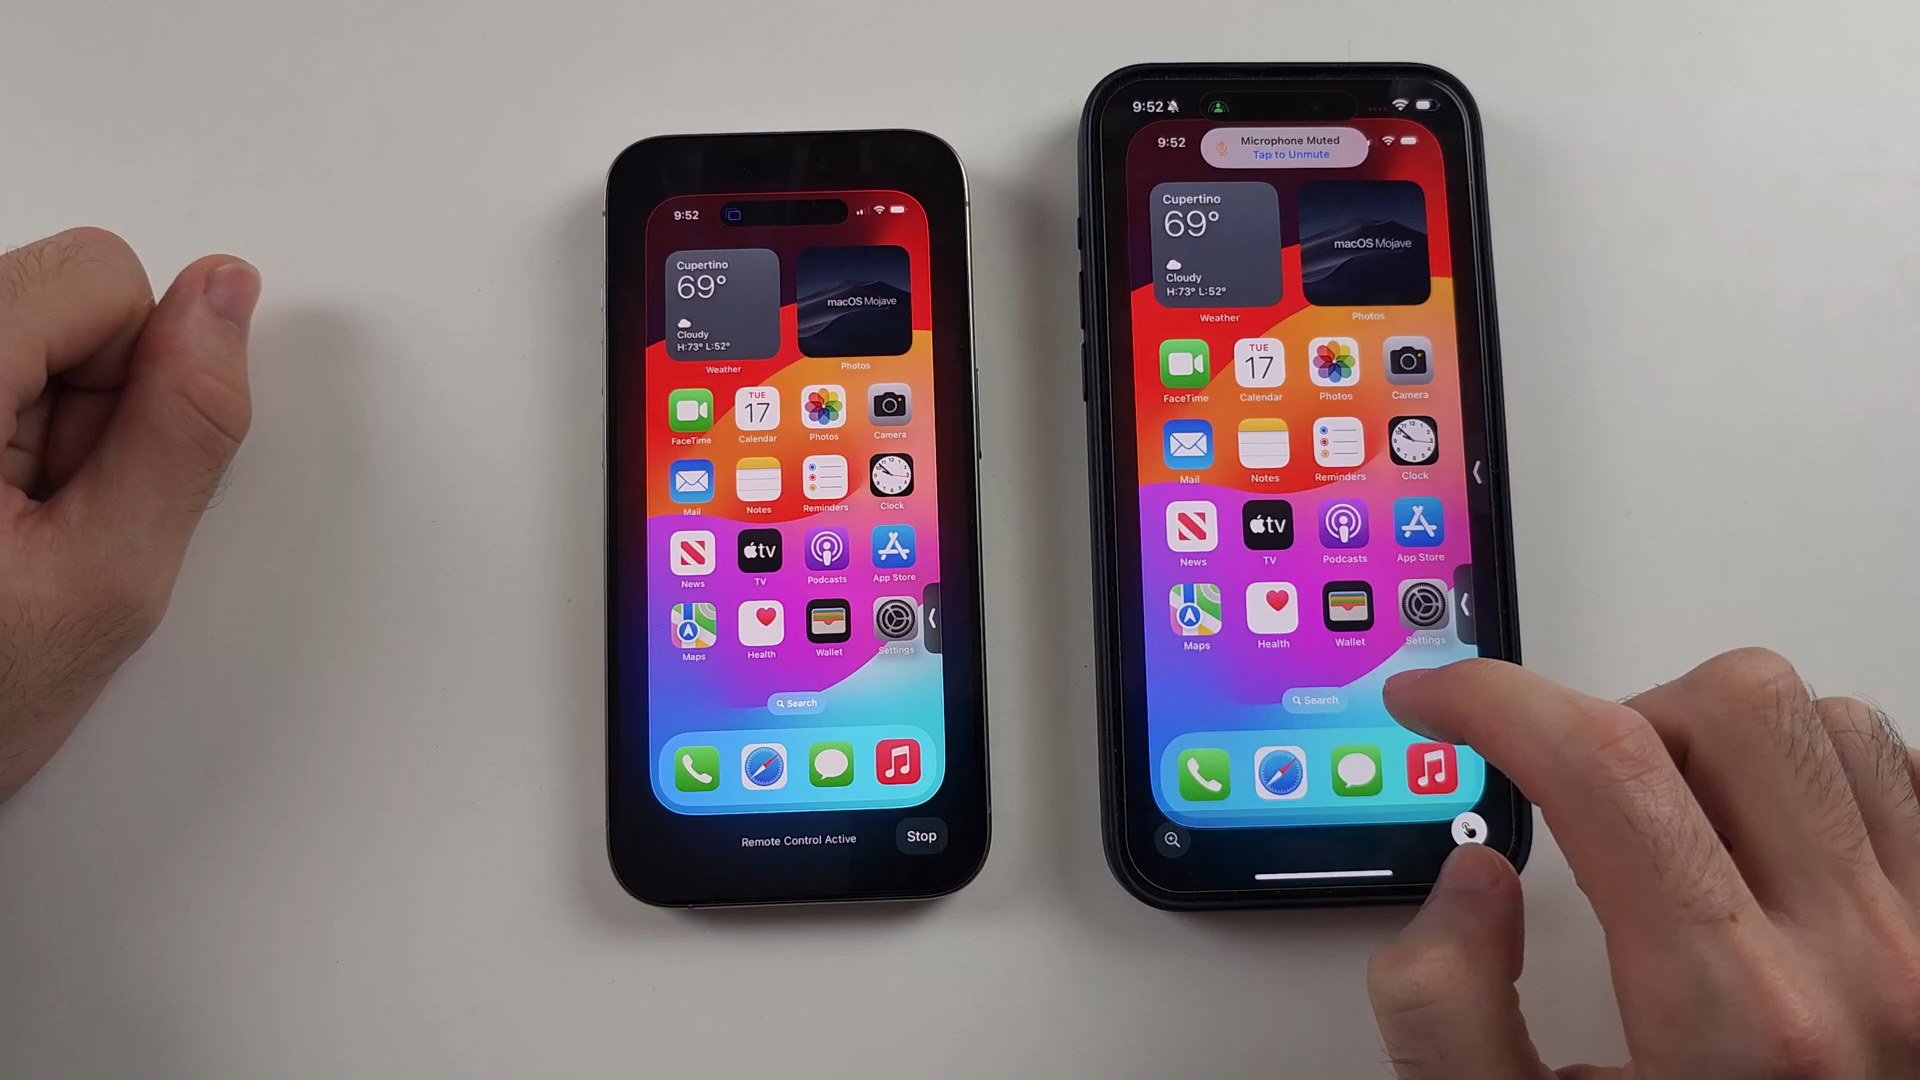 9:52
Cupertino
69°
Cloudy
H:73° L:52°
Weather
macOS Mojave
Photos
FaceTime
TUE
17
Calendar
Photos
Camera
Mail
Notes
Reminders
Clock
News
tv
TV
Podcasts
App Store
Maps
Health
Wallet
Settings
Search
Remote Control Active
Stop
9:52
9:52
Microphone Muted
Tap to Unmute
Cupertino
69°
Cloudy
H:73° L:52°
Weather
macOS Mojave
Photos
FaceTime
TUE
17
Calendar
Photos
Camera
Mail
Notes
Reminders
Clock
News
tv
TV
Podcasts
App Store
Maps
Health
Wallet
Settings
Search